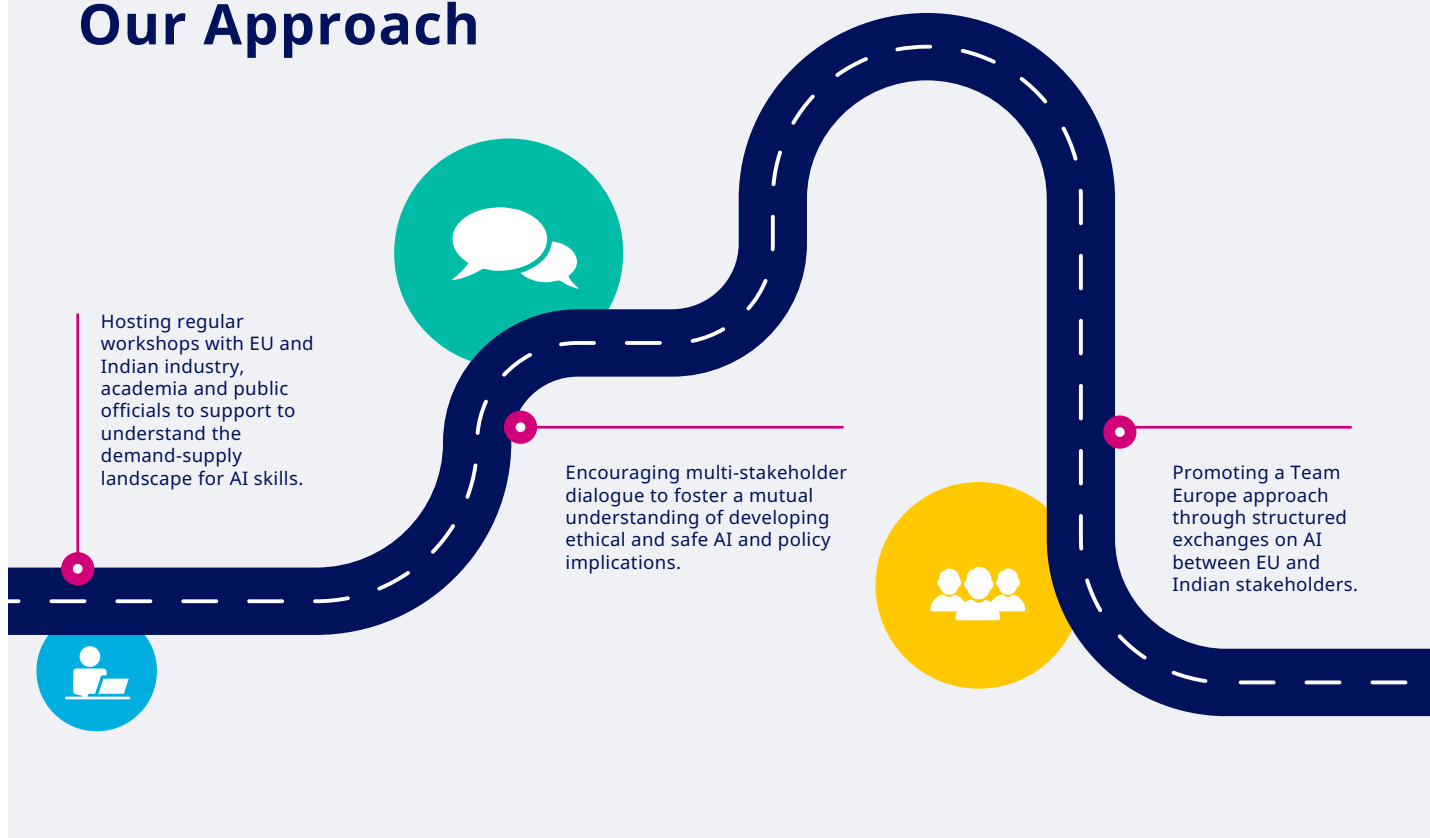 Our Approach
Hosting regular
workshops with EU and
Indian industry,
academia and public
officials to support to
understand the
demand-supply
landscape for AI skills.
Encouraging multi-stakeholder
dialogue to foster a mutual
understanding of developing
ethical and safe AI and policy
implications.
Promoting a Team
Europe approach
through structured
exchanges on AI
between EU and
Indian stakeholders.